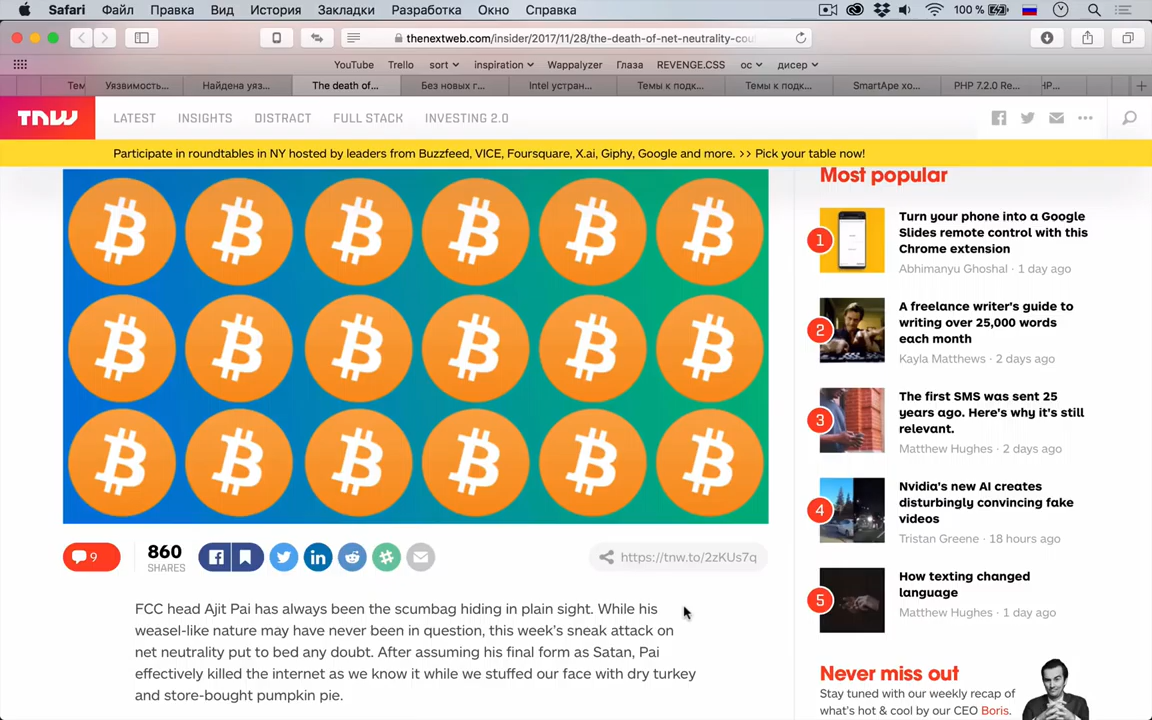 Safari Файл Правка Вид История Закладки Разработка Окно Справка 100 %
thenextweb.com/insider/2017/11/28/the-death-of-net-neutrality-cou
YouTube Trello sort inspiration Wappalyzer Глаза REVENGE.CSS ос дисер
Тем Уязвимость... Найдена уяз... The death of... Без новых г... Intel устран... Темы к подк... Темы к подк... SmartApe хо... PHP 7.2.0 Re... HP...
TNW LATEST INSIGHTS DISTRACT FULL STACK INVESTING 2.0
Participate in roundtables in NY hosted by leaders from Buzzfeed, VICE, Foursquare, X.ai, Giphy, Google and more. >> Pick your table now!
9
860
SHARES
https://tnw.to/2zKUs7q
FCC head Ajit Pai has always been the scumbag hiding in plain sight. While his
weasel-like nature may have never been in question, this week's sneak attack on
net neutrality put to bed any doubt. After assuming his final form as Satan, Pai
effectively killed the internet as we know it while we stuffed our face with dry turkey
and store-bought pumpkin pie.
Most popular
1
Turn your phone into a Google
Slides remote control with this
Chrome extension
Abhimanyu Ghoshal · 1 day ago
2
A freelance writer's guide to
writing over 25,000 words
each month
Kayla Matthews · 2 days ago
3
The first SMS was sent 25
years ago. Here's why it's still
relevant.
Matthew Hughes · 2 days ago
4
Nvidia's new AI creates
disturbingly convincing fake
videos
Tristan Greene · 18 hours ago
5
How texting changed
language
Matthew Hughes · 1 day ago
Never miss out
Stay tuned with our weekly recap of
what's hot & cool by our CEO Boris.